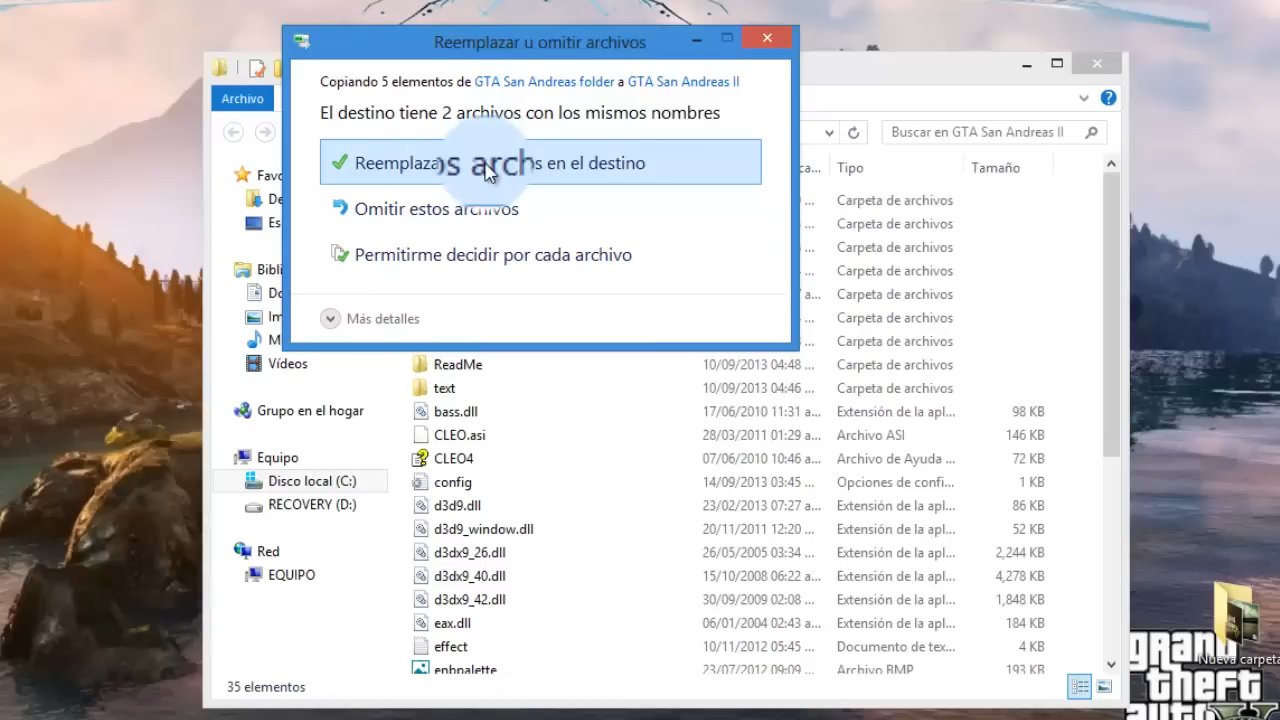 Reemplazar u omitir archivos
Copiando 5 elementos de GTA San Andreas folder a GTA San Andreas II
El destino tiene 2 archivos con los mismos nombres
Reemplaza os archs en el destino
Omitir estos archivos
Permitirme decidir por cada archivo
Más detalles
Archivo
Buscar en GTA San Andreas II
ca... Tipo Tamaño
Favo
De
Es
Bibli
Do
Im
M
Vídeos
Grupo en el hogar
Equipo
Disco local (C:)
RECOVERY (D:)
Red
EQUIPO
... Carpeta de archivos
... Carpeta de archivos
... Carpeta de archivos
... Carpeta de archivos
a... Carpeta de archivos
... Carpeta de archivos
... Carpeta de archivos
ReadMe 10/09/2013 04:48 ... Carpeta de archivos
text 10/09/2013 04:46 ... Carpeta de archivos
bass.dll 17/06/2010 11:31 a... Extensión de la apl... 98 KB
CLEO.asi 28/03/2011 01:29 a... Archivo ASI 146 KB
CLEO4 07/06/2010 10:46 a... Archivo de Ayuda ... 72 KB
config 14/09/2013 03:45 ... Opciones de confi... 1 KB
d3d9.dll 23/02/2013 07:27 a... Extensión de la apl... 86 KB
d3d9_window.dll 20/11/2011 12:20 ... Extensión de la apl... 52 KB
d3dx9_26.dll 26/05/2005 03:34 ... Extensión de la apl... 2,244 KB
d3dx9_40.dll 15/10/2008 06:22 a... Extensión de la apl... 4,278 KB
d3dx9_42.dll 30/09/2009 02:08 ... Extensión de la apl... 1,848 KB
eax.dll 06/01/2004 02:43 a... Extensión de la apl... 184 KB
effect 10/11/2012 05:45 ... Documento de tex... 4 KB
enbpalette 23/07/2012 09:09 ... Archivo BMP 193 KB
35 elementos
Nueva carpeta
grand
theft
auto V